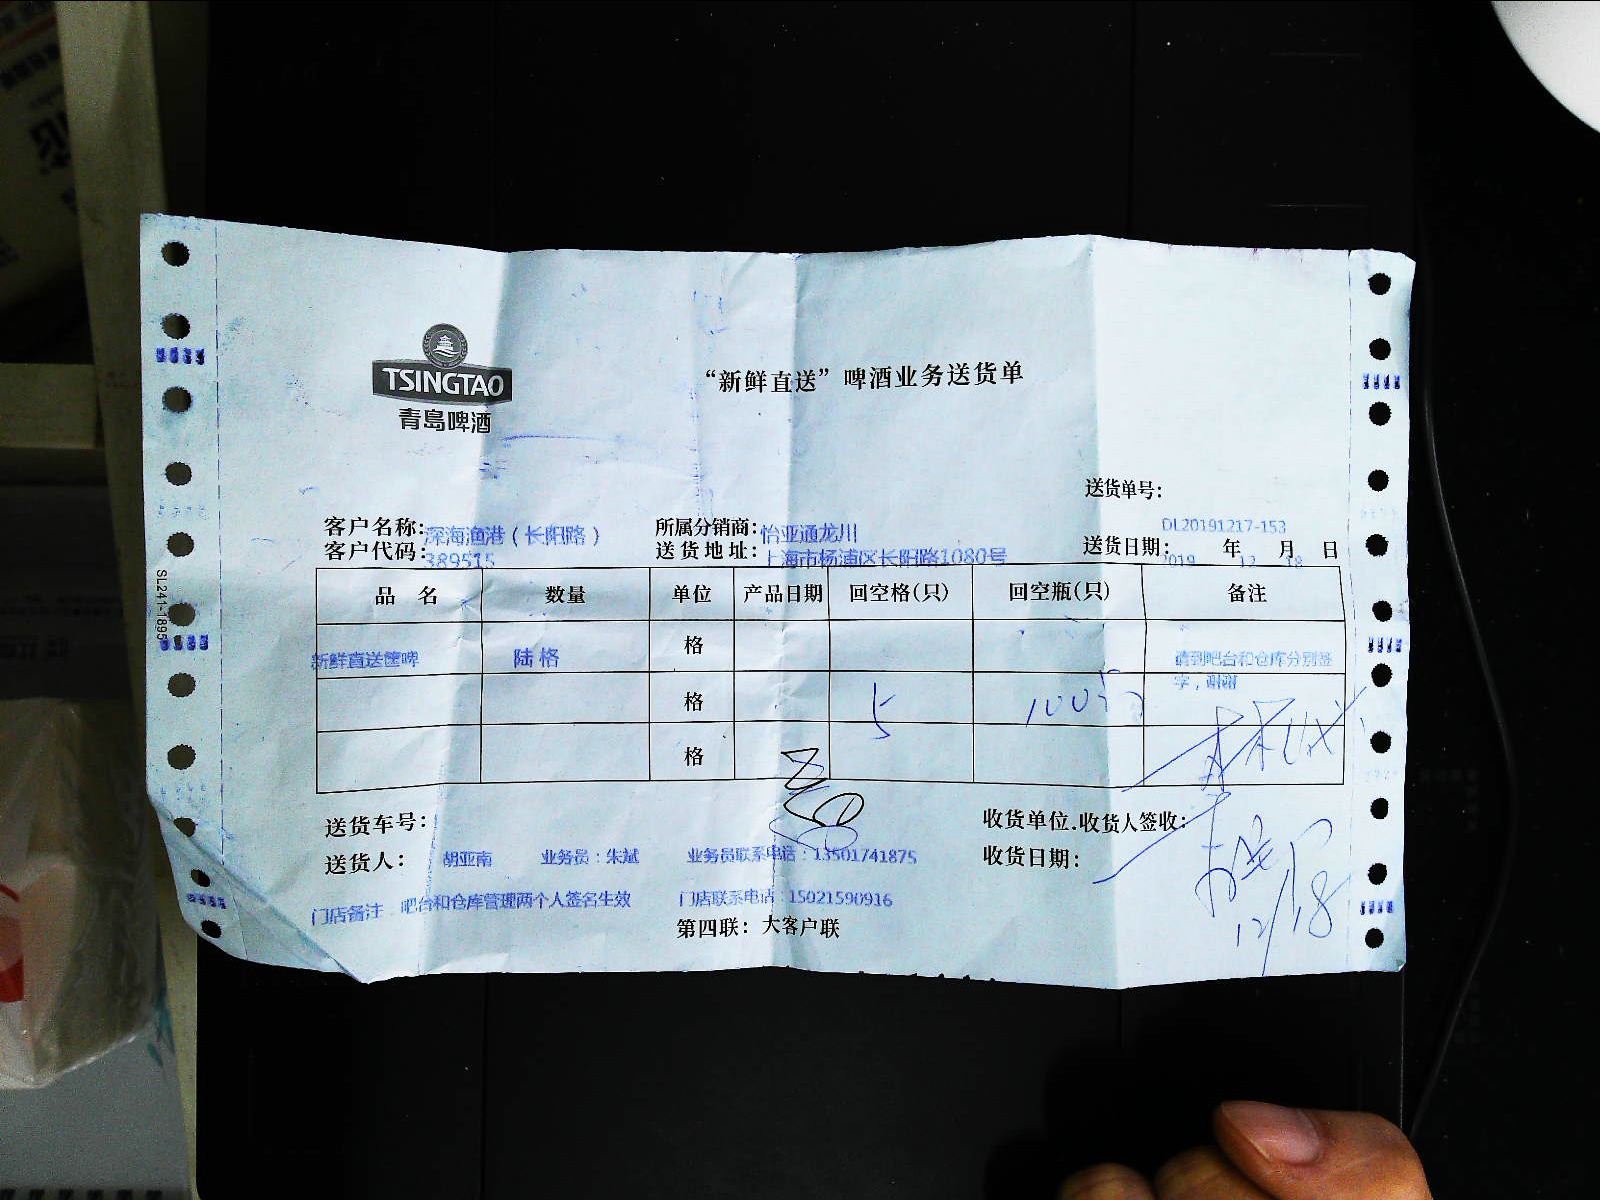 TSINGTAO
青岛啤酒
“新鲜直送”啤酒业务送货单
送货单号：
DL20191217-153
客户名称：深海渔港（长阳路） 所属分销商：怡亚通龙川
客户代码：389515 送货地址：上海市杨浦区长阳路1080号 送货日期： 年 月 日
2019 12 18
品 名 数量 单位 产品日期 回空格(只) 回空瓶(只) 备注
新鲜直送筐啤 陆格 格 请到吧台和仓库分别签
字，谢谢
格 5 100
格
送货车号： 收货单位.收货人签收：
送货人： 胡亚南 业务员：朱斌 业务员联系电话：13501741875 收货日期：
门店备注 吧台和仓库管理两个人签名生效 门店联系电话：15021590916
12/18
第四联：大客户联
SL241-1895